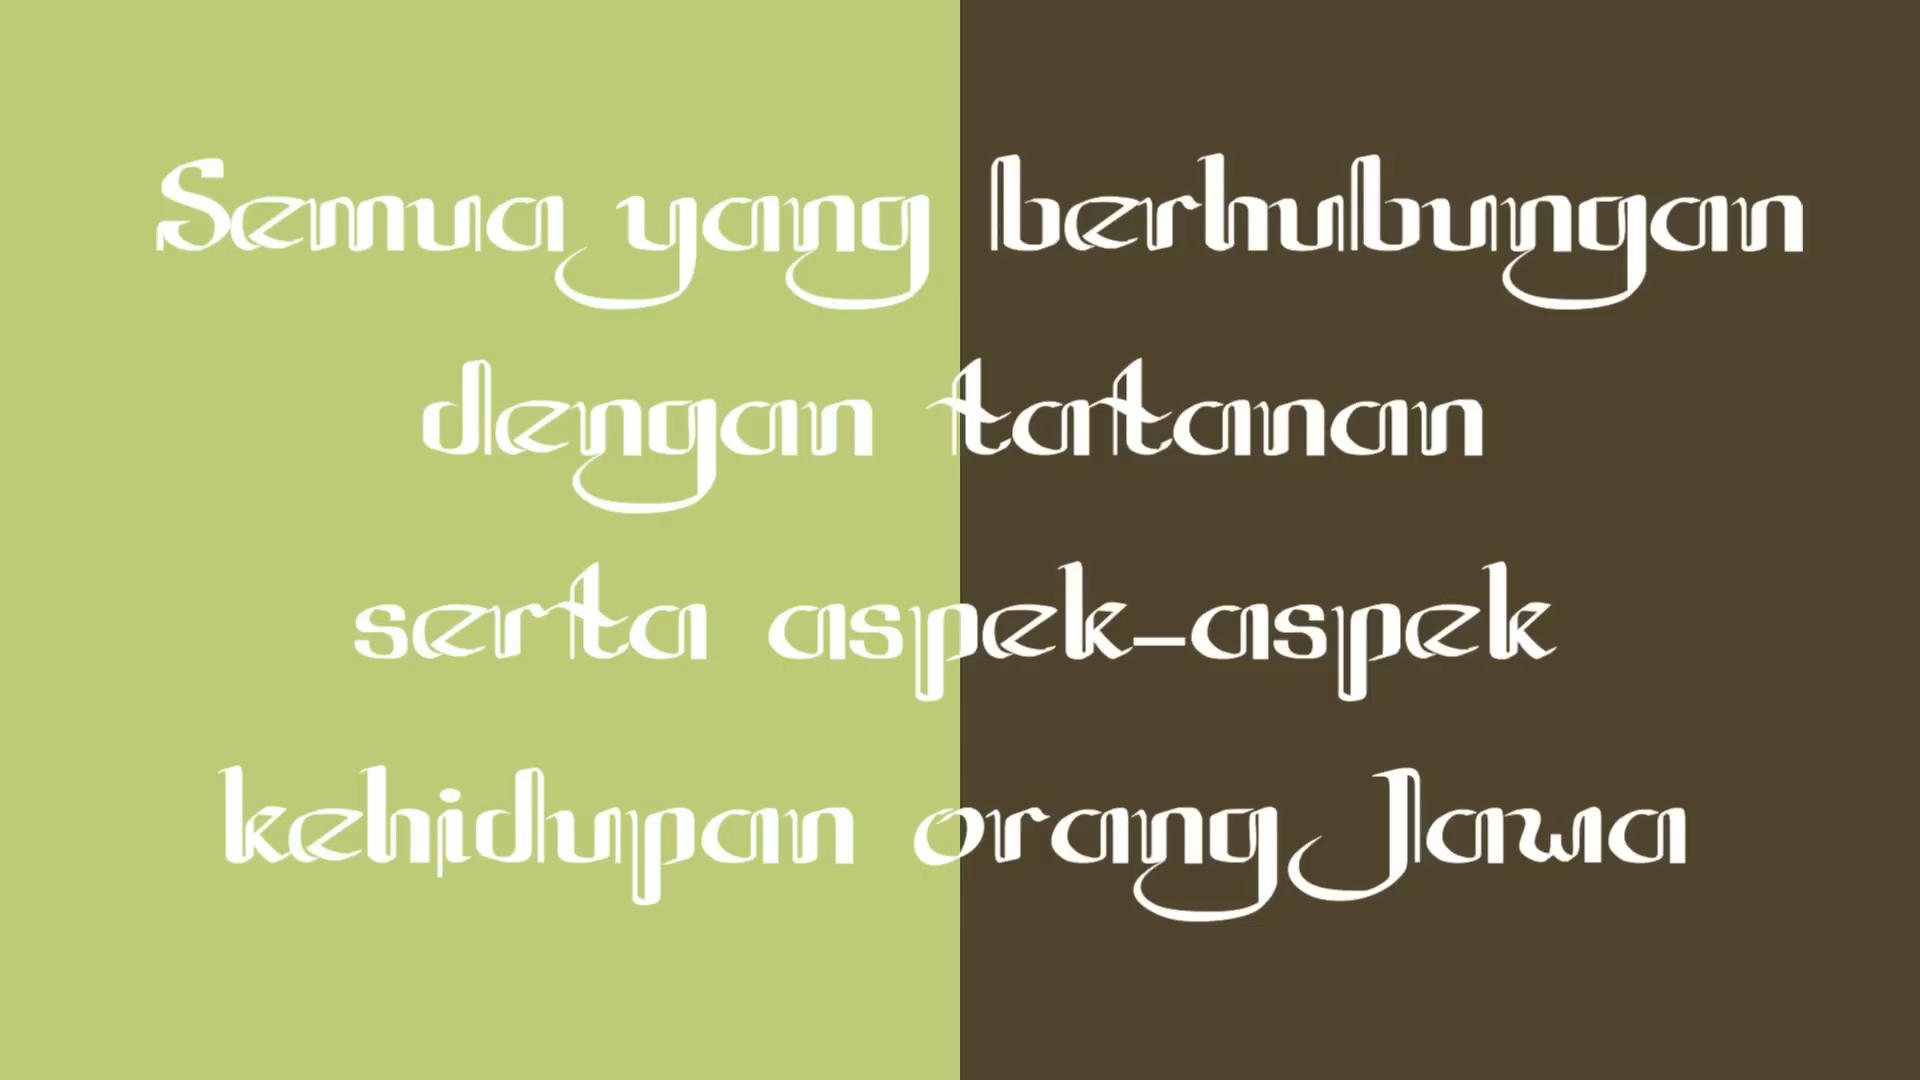 Semua yang berhubungan
dengan tatanan
serta aspek-aspek
kehidupan orang Jawa